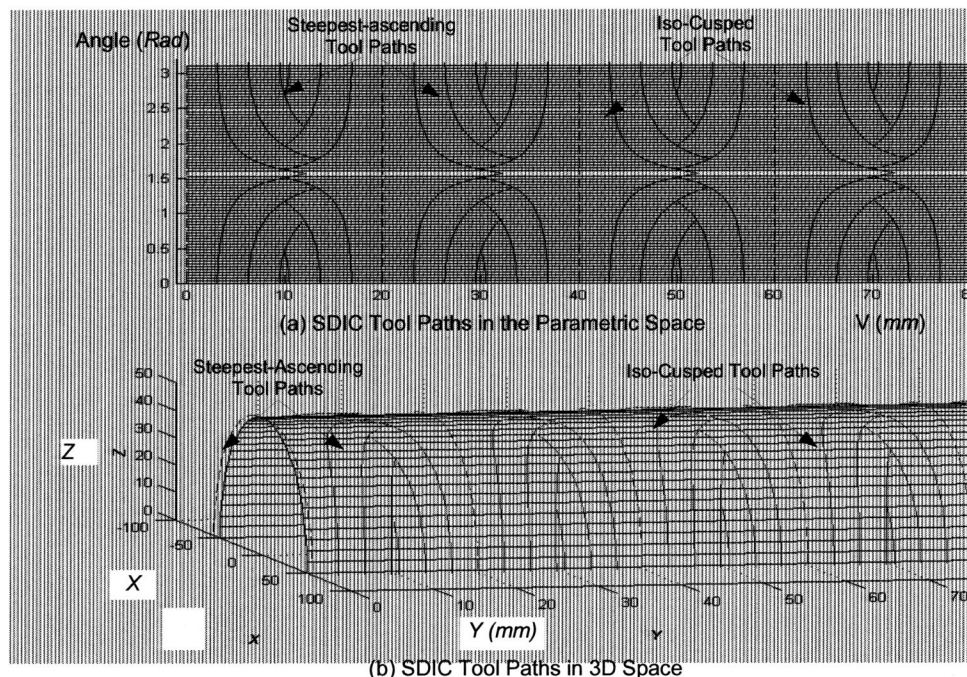 Steepest-ascending
Tool Paths
Iso-Cusped
Tool Paths
Angle (Rad)
3
2.5
2
1.5
1
0.5
0
0 10 20 30 40 50 60 70 80
(a) SDIC Tool Paths in the Parametric Space V (mm)
Steepest-Ascending
Tool Paths
Iso-Cusped Tool Paths
50
40
30
20
10
0
Z
Z
-100
-50
0
50
100
X
X
0 10 20 30 40 50 60 70
Y (mm)
Y
(b) SDIC Tool Paths in 3D Space